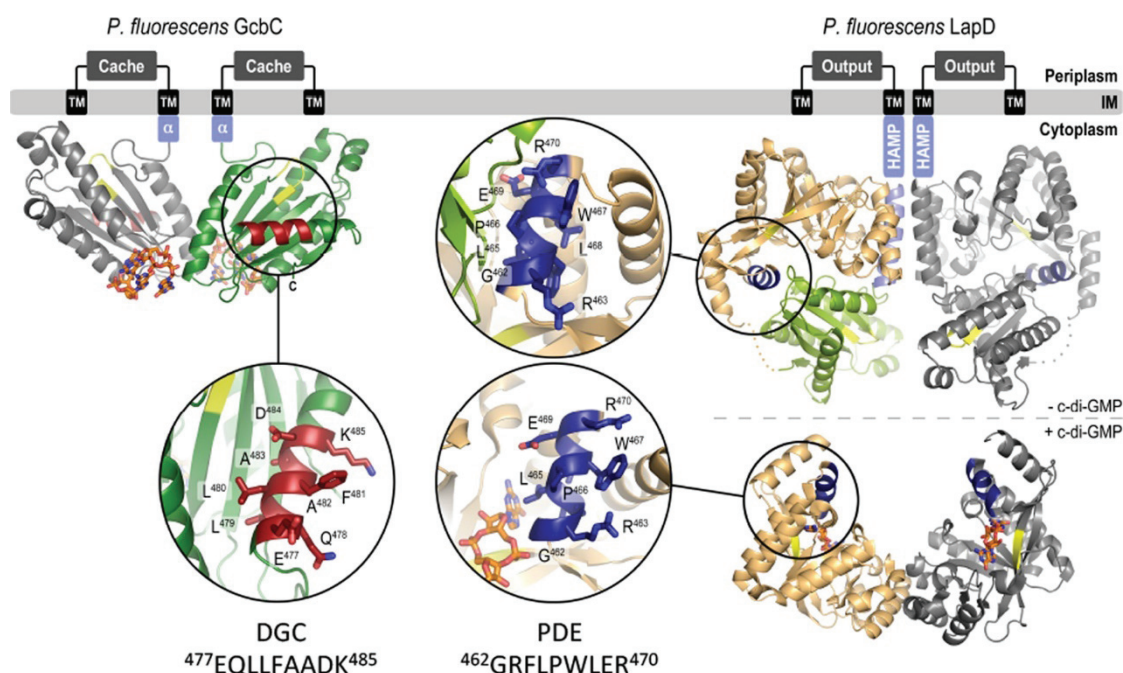 P. fluorescens GcbC
P. fluorescens LapD
Cache
Cache
Output
Output
Periplasm
TM
TM
TM
TM
TM
TM
TM
TM
IM
α
α
HAMP
HAMP
Cytoplasm
R⁴⁷⁰
E⁴⁶⁹
W⁴⁶⁷
P⁴⁶⁶
L⁴⁶⁸
L⁴⁶⁵
G⁴⁶²
R⁴⁶³
C
- c-di-GMP
+ c-di-GMP
D⁴⁸⁴
K⁴⁸⁵
A⁴⁸³
L⁴⁸⁰
F⁴⁸¹
A⁴⁸²
L⁴⁷⁹
Q⁴⁷⁸
E⁴⁷⁷
R⁴⁷⁰
E⁴⁶⁹
W⁴⁶⁷
L⁴⁶⁵
P⁴⁶⁶
R⁴⁶³
G⁴⁶²
DGC
⁴⁷⁷EQLLFAADK⁴⁸⁵
PDE
⁴⁶²GRFLPWLER⁴⁷⁰